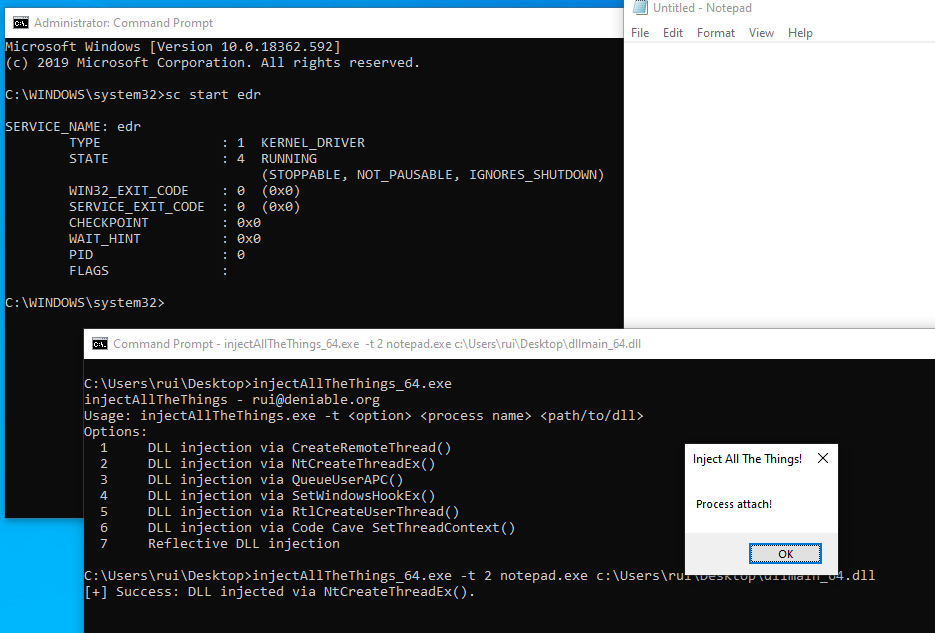 Administrator: Command Prompt
Microsoft Windows [Version 10.0.18362.592]
(c) 2019 Microsoft Corporation. All rights reserved.
C:\WINDOWS\system32>sc start edr
SERVICE_NAME: edr
TYPE : 1 KERNEL_DRIVER
STATE : 4 RUNNING
(STOPPABLE, NOT_PAUSABLE, IGNORES_SHUTDOWN)
WIN32_EXIT_CODE : 0 (0x0)
SERVICE_EXIT_CODE : 0 (0x0)
CHECKPOINT : 0x0
WAIT_HINT : 0x0
PID : 0
FLAGS :
C:\WINDOWS\system32>
Untitled - Notepad
File Edit Format View Help
Command Prompt - injectAllTheThings_64.exe -t 2 notepad.exe c:\Users\rui\Desktop\dllmain_64.dll
C:\Users\rui\Desktop>injectAllTheThings_64.exe
injectAllTheThings - rui@deniable.org
Usage: injectAllTheThings.exe -t <option> <process name> <path/to/dll>
Options:
1 DLL injection via CreateRemoteThread()
2 DLL injection via NtCreateThreadEx()
3 DLL injection via QueueUserAPC()
4 DLL injection via SetWindowsHookEx()
5 DLL injection via RtlCreateUserThread()
6 DLL injection via Code Cave SetThreadContext()
7 Reflective DLL injection
C:\Users\rui\Desktop>injectAllTheThings_64.exe -t 2 notepad.exe c:\Users\rui\Desktop\dllmain_64.dll
[+] Success: DLL injected via NtCreateThreadEx().
Inject All The Things!
Process attach!
OK